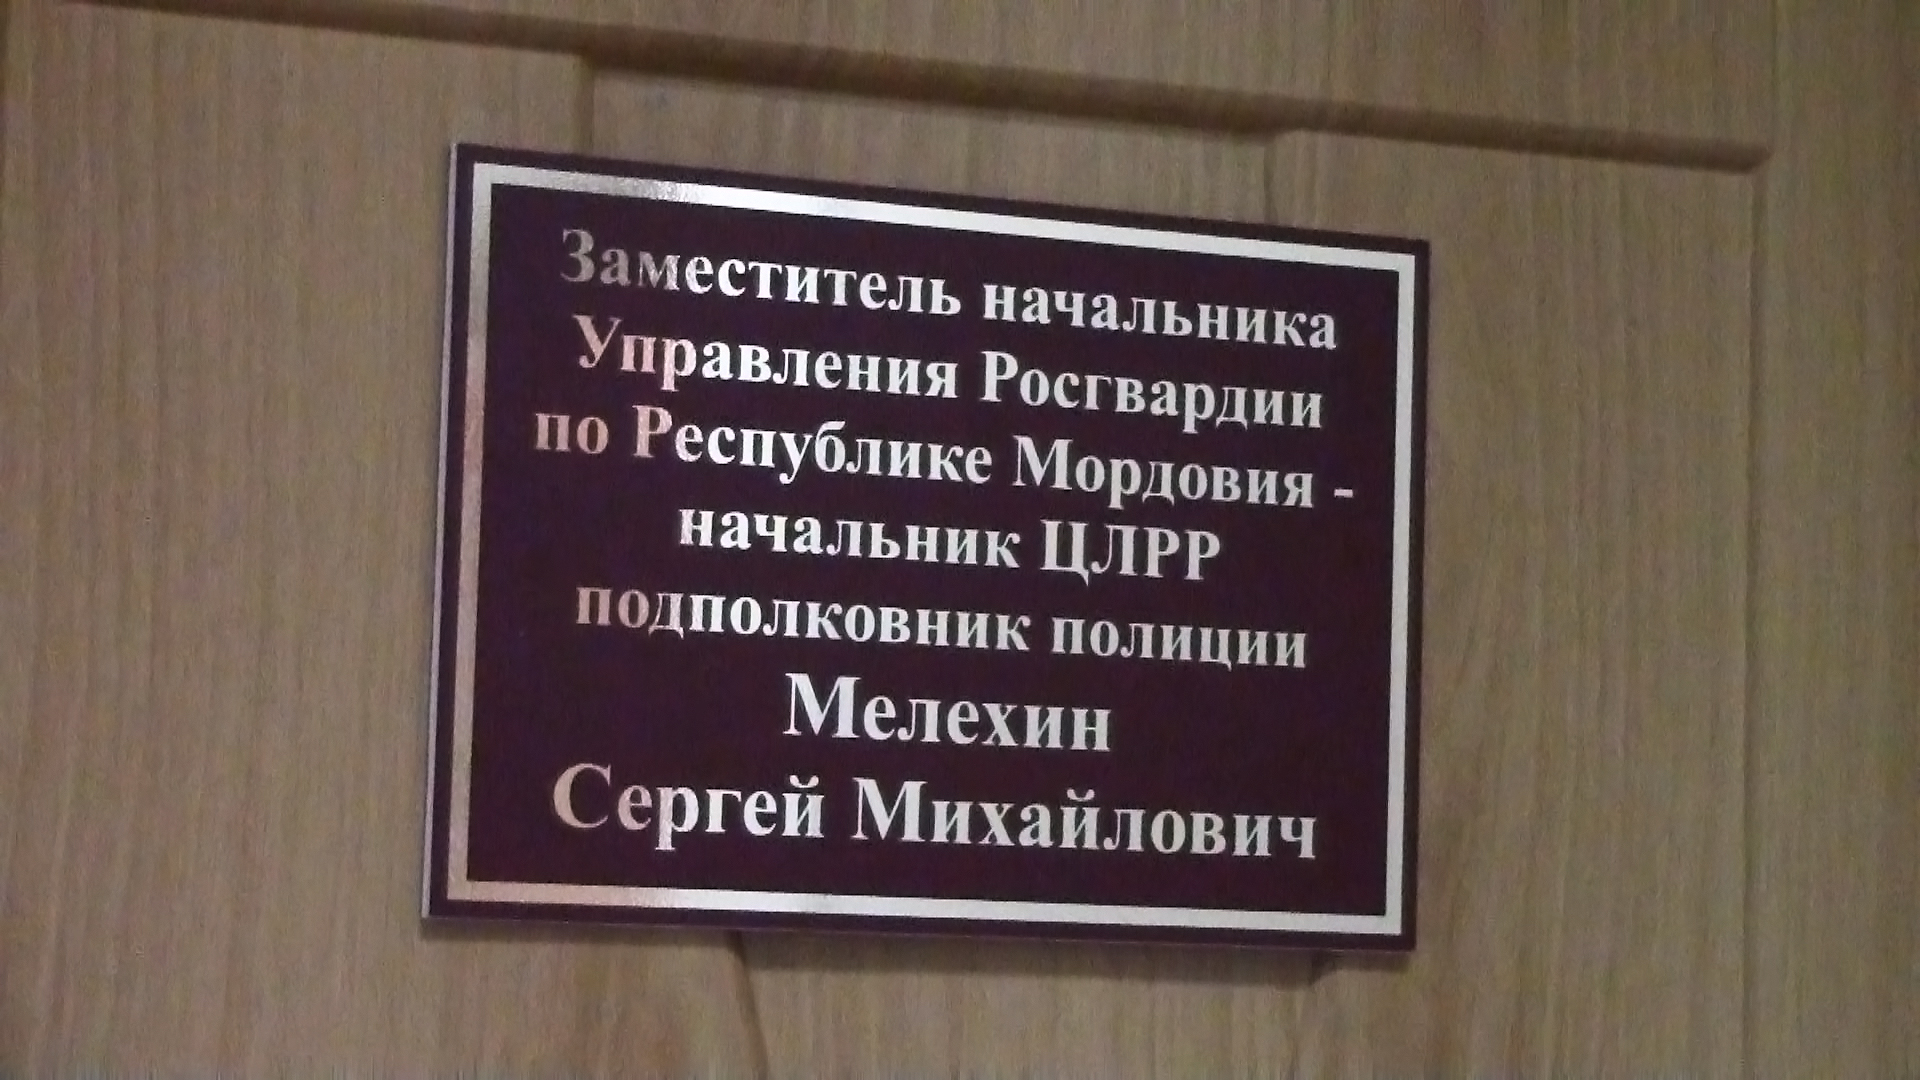 Заместитель начальника
Управления Росгвардии
по Республике Мордовия -
начальник ЦЛРР
подполковник полиции
Мелехин
Сергей Михайлович